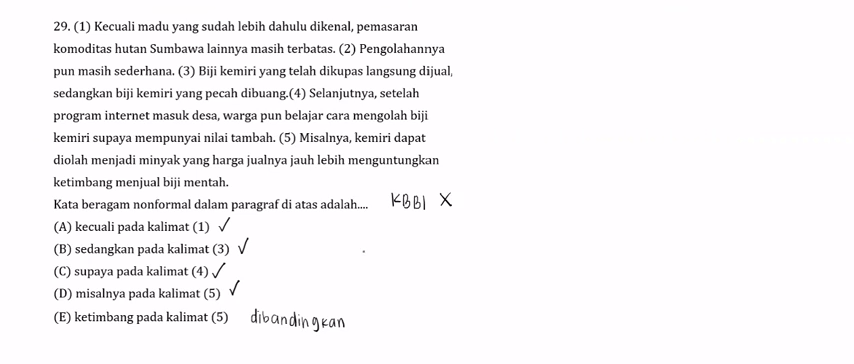 29. (1) Kecuali madu yang sudah lebih dahulu dikenal, pemasaran
komoditas hutan Sumbawa lainnya masih terbatas. (2) Pengolahannya
pun masih sederhana. (3) Biji kemiri yang telah dikupas langsung dijual,
sedangkan biji kemiri yang pecah dibuang.(4) Selanjutnya, setelah
program internet masuk desa, warga pun belajar cara mengolah biji
kemiri supaya mempunyai nilai tambah. (5) Misalnya, kemiri dapat
diolah menjadi minyak yang harga jualnya jauh lebih menguntungkan
ketimbang menjual biji mentah.
Kata beragam nonformal dalam paragraf di atas adalah.... KBBI X
(A) kecuali pada kalimat (1) ✓
(B) sedangkan pada kalimat (3) ✓
(C) supaya pada kalimat (4) ✓
(D) misalnya pada kalimat (5) ✓
(E) ketimbang pada kalimat (5) dibandingkan